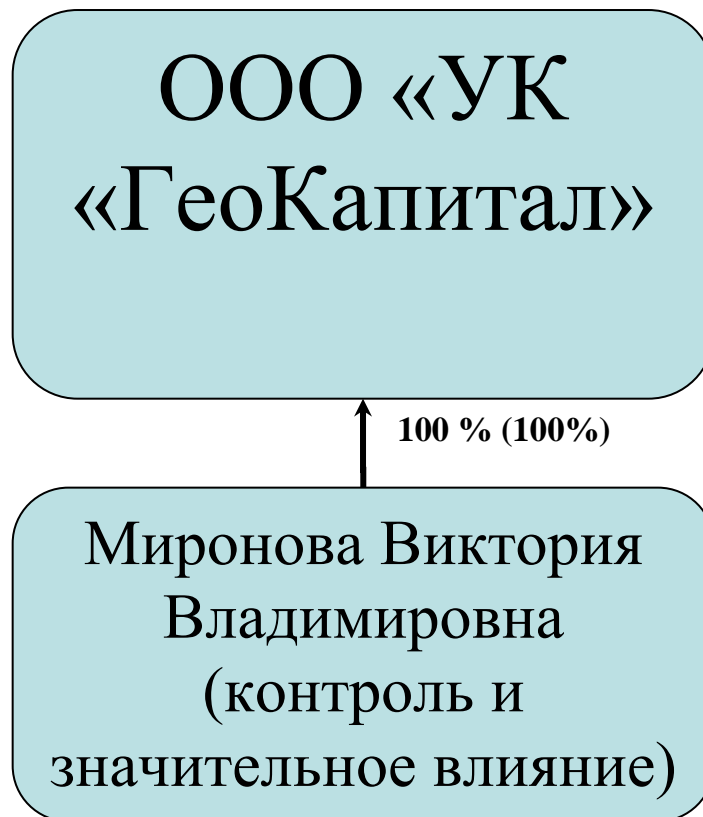 ООО «УК
«ГеоКапитал»
100 % (100%)
Миронова Виктория
Владимировна
(контроль и
значительное влияние)